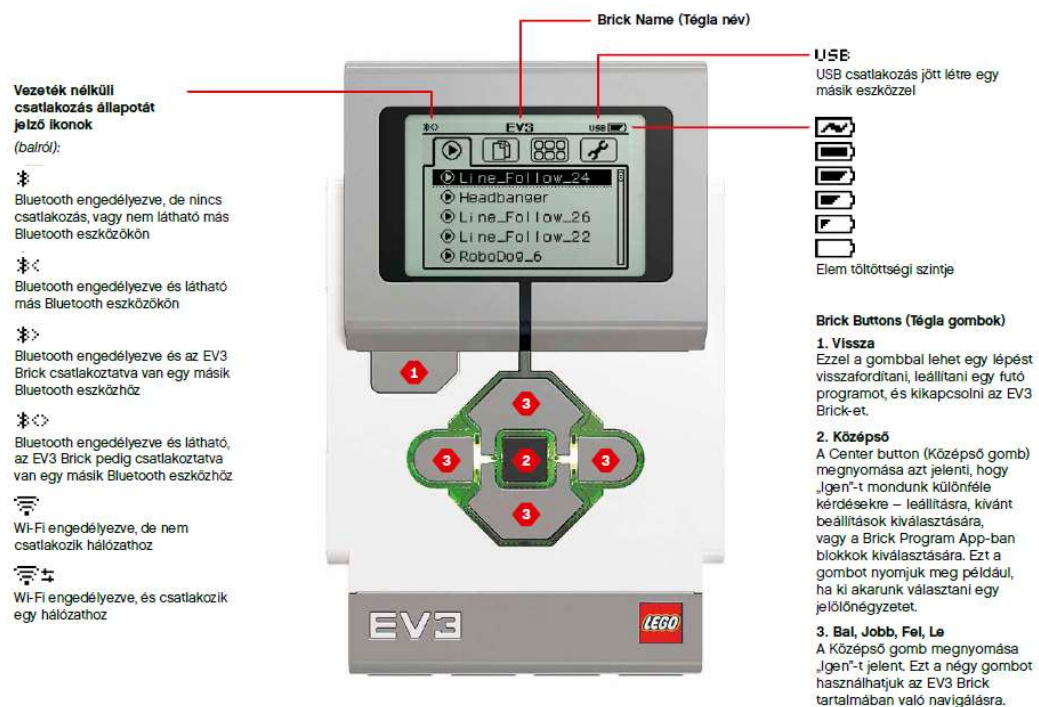 Brick Name (Tégla név)
Vezeték nélküli
csatlakozás állapotát
jelző ikonok
(balról):
Bluetooth engedélyezve, de nincs
csatlakozás, vagy nem látható más
Bluetooth eszközökön
Bluetooth engedélyezve és látható
más Bluetooth eszközökön
Bluetooth engedélyezve és az EV3
Brick csatlakoztatva van egy másik
Bluetooth eszközhöz
Bluetooth engedélyezve és látható,
az EV3 Brick pedig csatlakoztatva
van egy másik Bluetooth eszközhöz
Wi-Fi engedélyezve, de nem
csatlakozik hálózathoz
Wi-Fi engedélyezve, és csatlakozik
egy hálózathoz
EV3 USB
Line_Follow_24
Headbanger
Line_Follow_26
Line_Follow_22
RoboDog_6
1
3
3
2
3
3
EV3
LEGO
USB
USB csatlakozás jött létre egy
másik eszközzel
Elem töltöttségi szintje
Brick Buttons (Tégla gombok)
1. Vissza
Ezzel a gombbal lehet egy lépést
visszafordítani, leállítani egy futó
programot, és kikapcsolni az EV3
Brick-et.
2. Középső
A Center button (Középső gomb)
megnyomása azt jelenti, hogy
„Igen”-t mondunk különféle
kérdésekre – leállításra, kívánt
beállítások kiválasztására,
vagy a Brick Program App-ban
blokkok kiválasztására. Ezt a
gombot nyomjuk meg például,
ha ki akarunk választani egy
jelölőnégyzetet.
3. Bal, Jobb, Fel, Le
A Középső gomb megnyomása
„Igen”-t jelent. Ezt a négy gombot
használhatjuk az EV3 Brick
tartalmában való navigálásra.